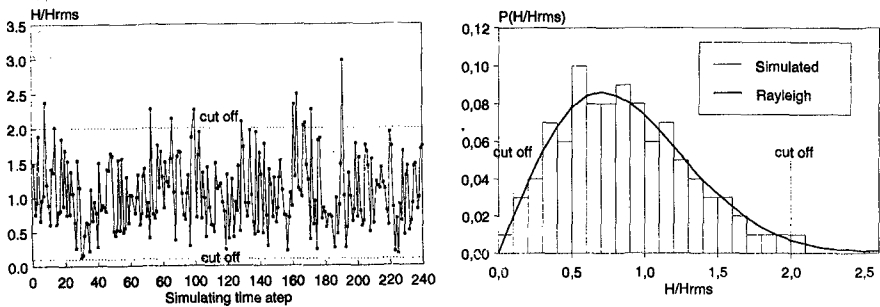 H/Hrms
3.5
3.0
2.5
2.0
1.5
1.0
0.5
0.0
cut off
cut off
0 20 40 60 80 100 120 140 160 180 200 220 240
Simulating time atep
P(H/Hrms)
0,12
0,10
0,08
0,06
0,04
0,02
0,00
Simulated
Rayleigh
cut off
cut off
0,0 0,5 1,0 1,5 2,0 2,5
H/Hrms